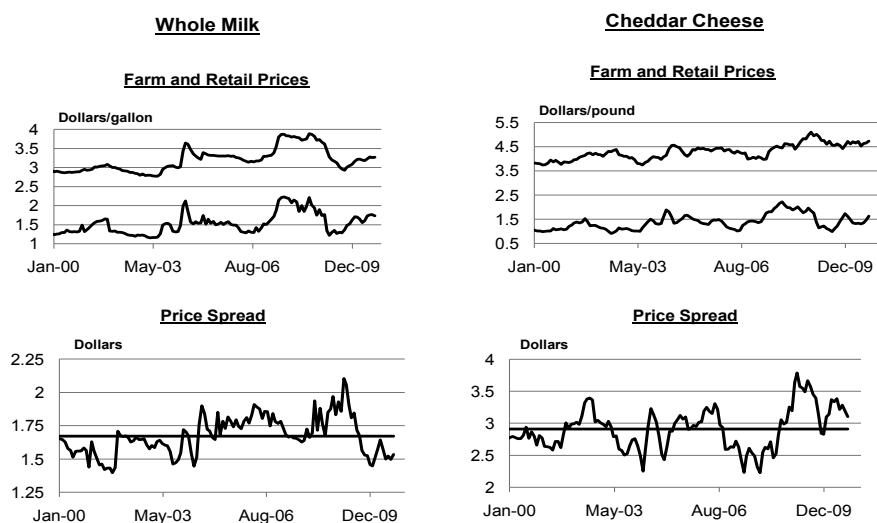 Whole Milk
Farm and Retail Prices
Dollars/gallon
4
3.5
3
2.5
2
1.5
1
Jan-00 May-03 Aug-06 Dec-09
Price Spread
Dollars
2.25
2
1.75
1.5
1.25
Jan-00 May-03 Aug-06 Dec-09
Cheddar Cheese
Farm and Retail Prices
Dollars/pound
5.5
4.5
3.5
2.5
1.5
0.5
Jan-00 May-03 Aug-06 Dec-09
Price Spread
Dollars
4
3.5
3
2.5
2
Jan-00 May-03 Aug-06 Dec-09